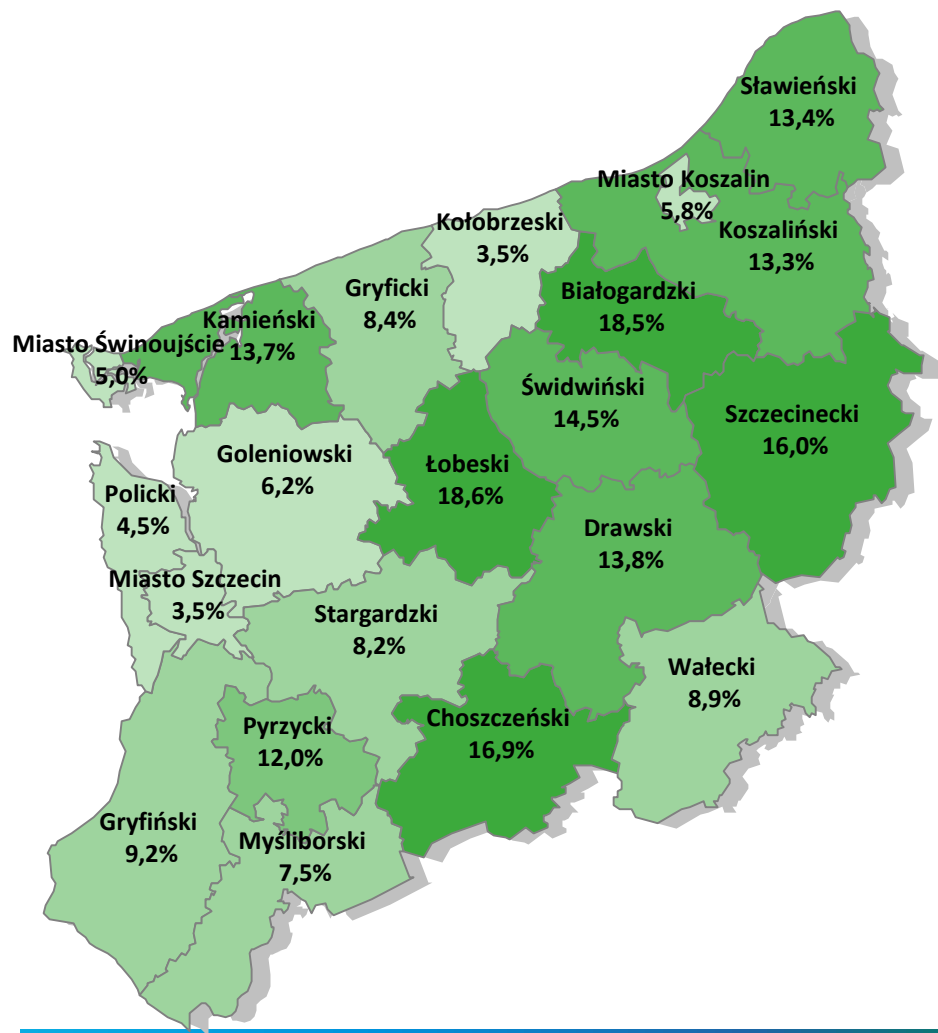 Sławieński
13,4%
Miasto Koszalin
5,8%
Kołobrzeski
3,5%
Koszaliński
13,3%
Gryficki
8,4%
Białogardzki
18,5%
Kamieński
13,7%
Miasto Świnoujście
5,0%
Świdwiński
14,5%
Szczecinecki
16,0%
Goleniowski
6,2%
Łobeski
18,6%
Policki
4,5%
Drawski
13,8%
Miasto Szczecin
3,5%
Stargardzki
8,2%
Wałecki
8,9%
Choszczeński
16,9%
Pyrzycki
12,0%
Gryfiński
9,2%
Myśliborski
7,5%